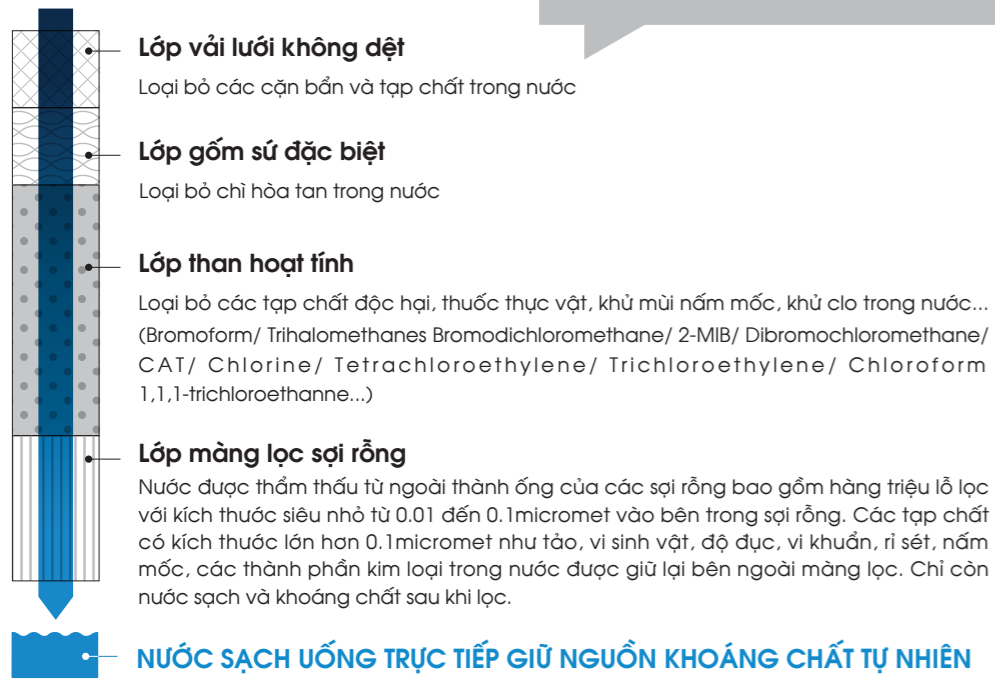 Lớp vải lưới không dệt
Loại bỏ các cặn bẩn và tạp chất trong nước
Lớp gốm sứ đặc biệt
Loại bỏ chì hòa tan trong nước
Lớp than hoạt tính
Loại bỏ các tạp chất độc hại, thuốc thực vật, khử mùi nấm mốc, khử clo trong nước...
(Bromoform/ Trihalomethanes Bromodichloromethane/ 2-MIB/ Dibromochloromethane/
CAT/ Chlorine/ Tetrachloroethylene/ Trichloroethylene/ Chloroform
1,1,1-trichloroethanne...)
Lớp màng lọc sợi rỗng
Nước được thẩm thấu từ ngoài thành ống của các sợi rỗng bao gồm hàng triệu lỗ lọc
với kích thước siêu nhỏ từ 0.01 đến 0.1micromet vào bên trong sợi rỗng. Các tạp chất
có kích thước lớn hơn 0.1micromet như tảo, vi sinh vật, độ đục, vi khuẩn, rỉ sét, nấm
mốc, các thành phần kim loại trong nước được giữ lại bên ngoài màng lọc. Chỉ còn
nước sạch và khoáng chất sau khi lọc.
NƯỚC SẠCH UỐNG TRỰC TIẾP GIỮ NGUỒN KHOÁNG CHẤT TỰ NHIÊN